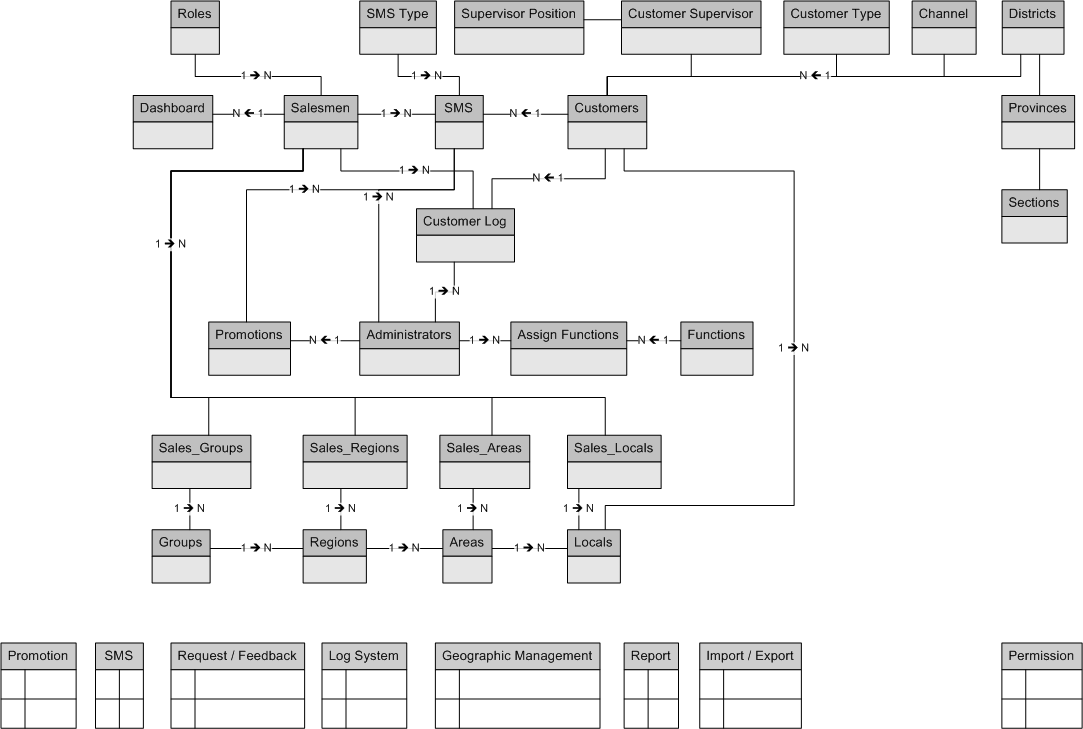 Roles
SMS Type
Supervisor Position
Customer Supervisor
Customer Type
Channel
Districts
1 → N
1 → N
N ← 1
Dashboard
N ← 1
Salesmen
1 → N
SMS
N ← 1
Customers
Provinces
1 → N
N ← 1
1 → N
1 → N
Sections
Customer Log
1 → N
1 → N
Promotions
N ← 1
Administrators
1 → N
Assign Functions
N ← 1
Functions
1 → N
Sales_Groups
Sales_Regions
Sales_Areas
Sales_Locals
1 → N
1 → N
1 → N
1 → N
Groups
1 → N
Regions
1 → N
Areas
1 → N
Locals
Promotion
SMS
Request / Feedback
Log System
Geographic Management
Report
Import / Export
Permission